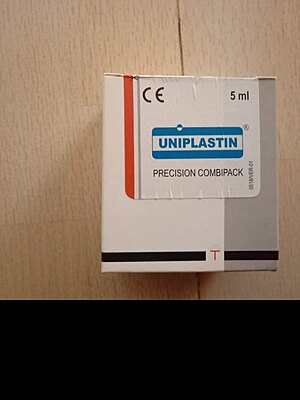 CE 5 ml
UNIPLASTIN ®
PRECISION COMBIPACK
T